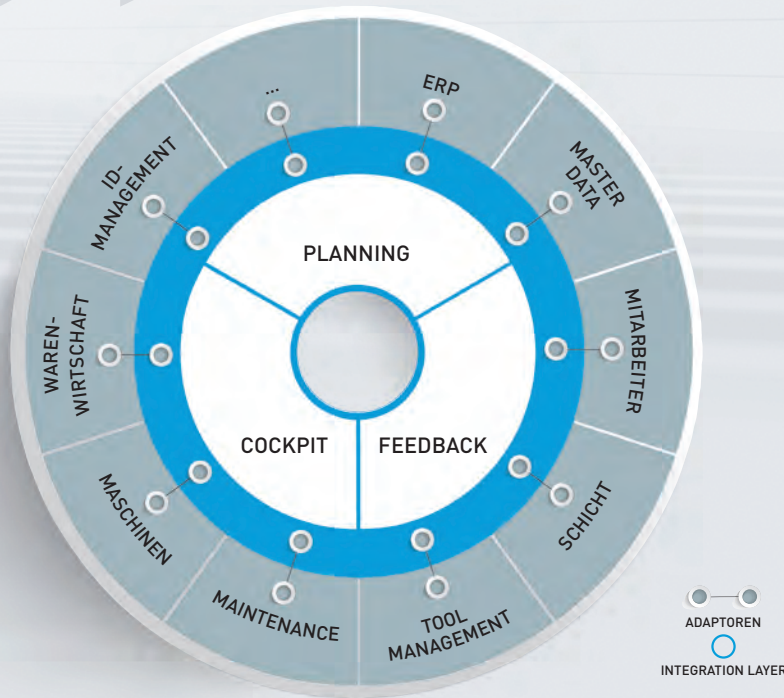 ...
ERP
MASTER
DATA
MITARBEITER
SCHICHT
TOOL
MANAGEMENT
MAINTENANCE
MASCHINEN
WAREN-
WIRTSCHAFT
ID-
MANAGEMENT
PLANNING
COCKPIT
FEEDBACK
ADAPTOREN
INTEGRATION LAYER